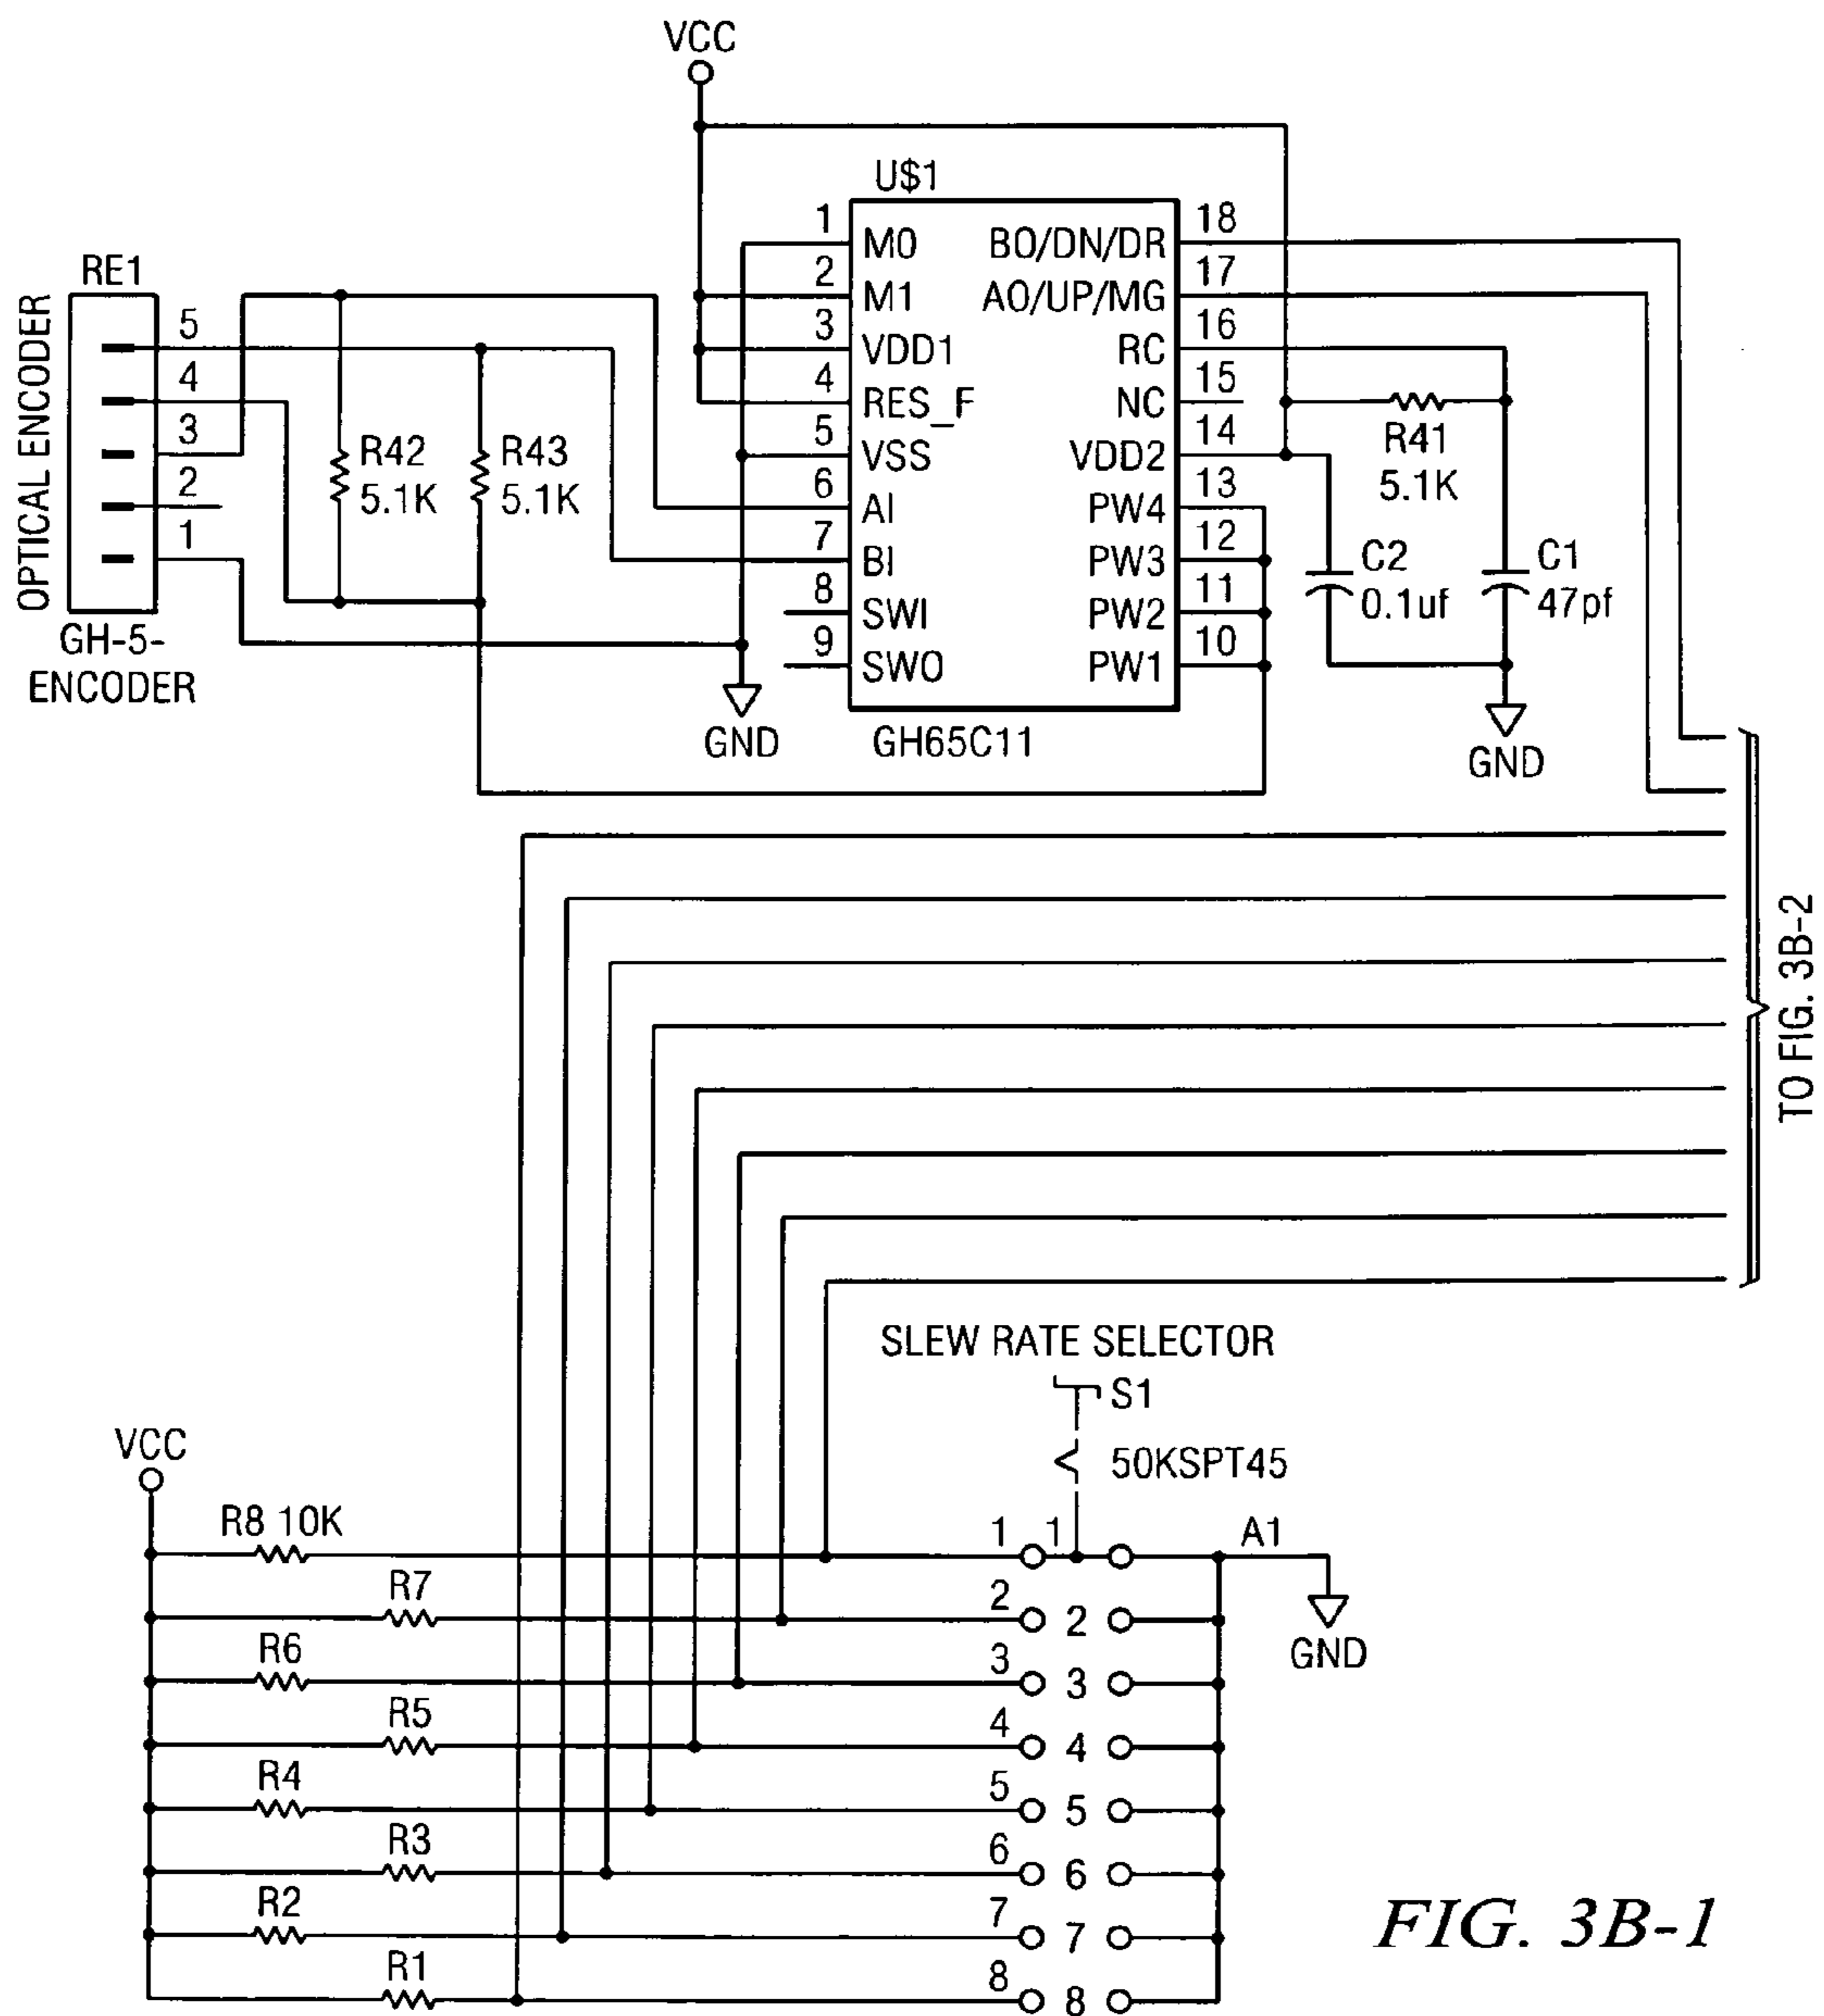 VCC
U$1
1 M0 BO/DN/DR 18
2 M1 AO/UP/MG 17
3 VDD1 RC 16
4 RES_F NC 15
5 VSS VDD2 14
6 AI PW4 13
7 BI PW3 12
8 SWI PW2 11
9 SWO PW1 10
GH65C11
RE1
OPTICAL ENCODER
5
4
3
2
1
GH-5-
ENCODER
R42
5.1K
R43
5.1K
GND
R41
5.1K
C2
0.1uf
C1
47pf
GND
TO FIG. 3B-2
SLEW RATE SELECTOR
S1
50KSPT45
VCC
R8 10K 1 1 A1
R7 2 2
GND
R6 3 3
R5 4 4
R4 5 5
R3 6 6
R2 7 7
R1 8 8
FIG. 3B-1